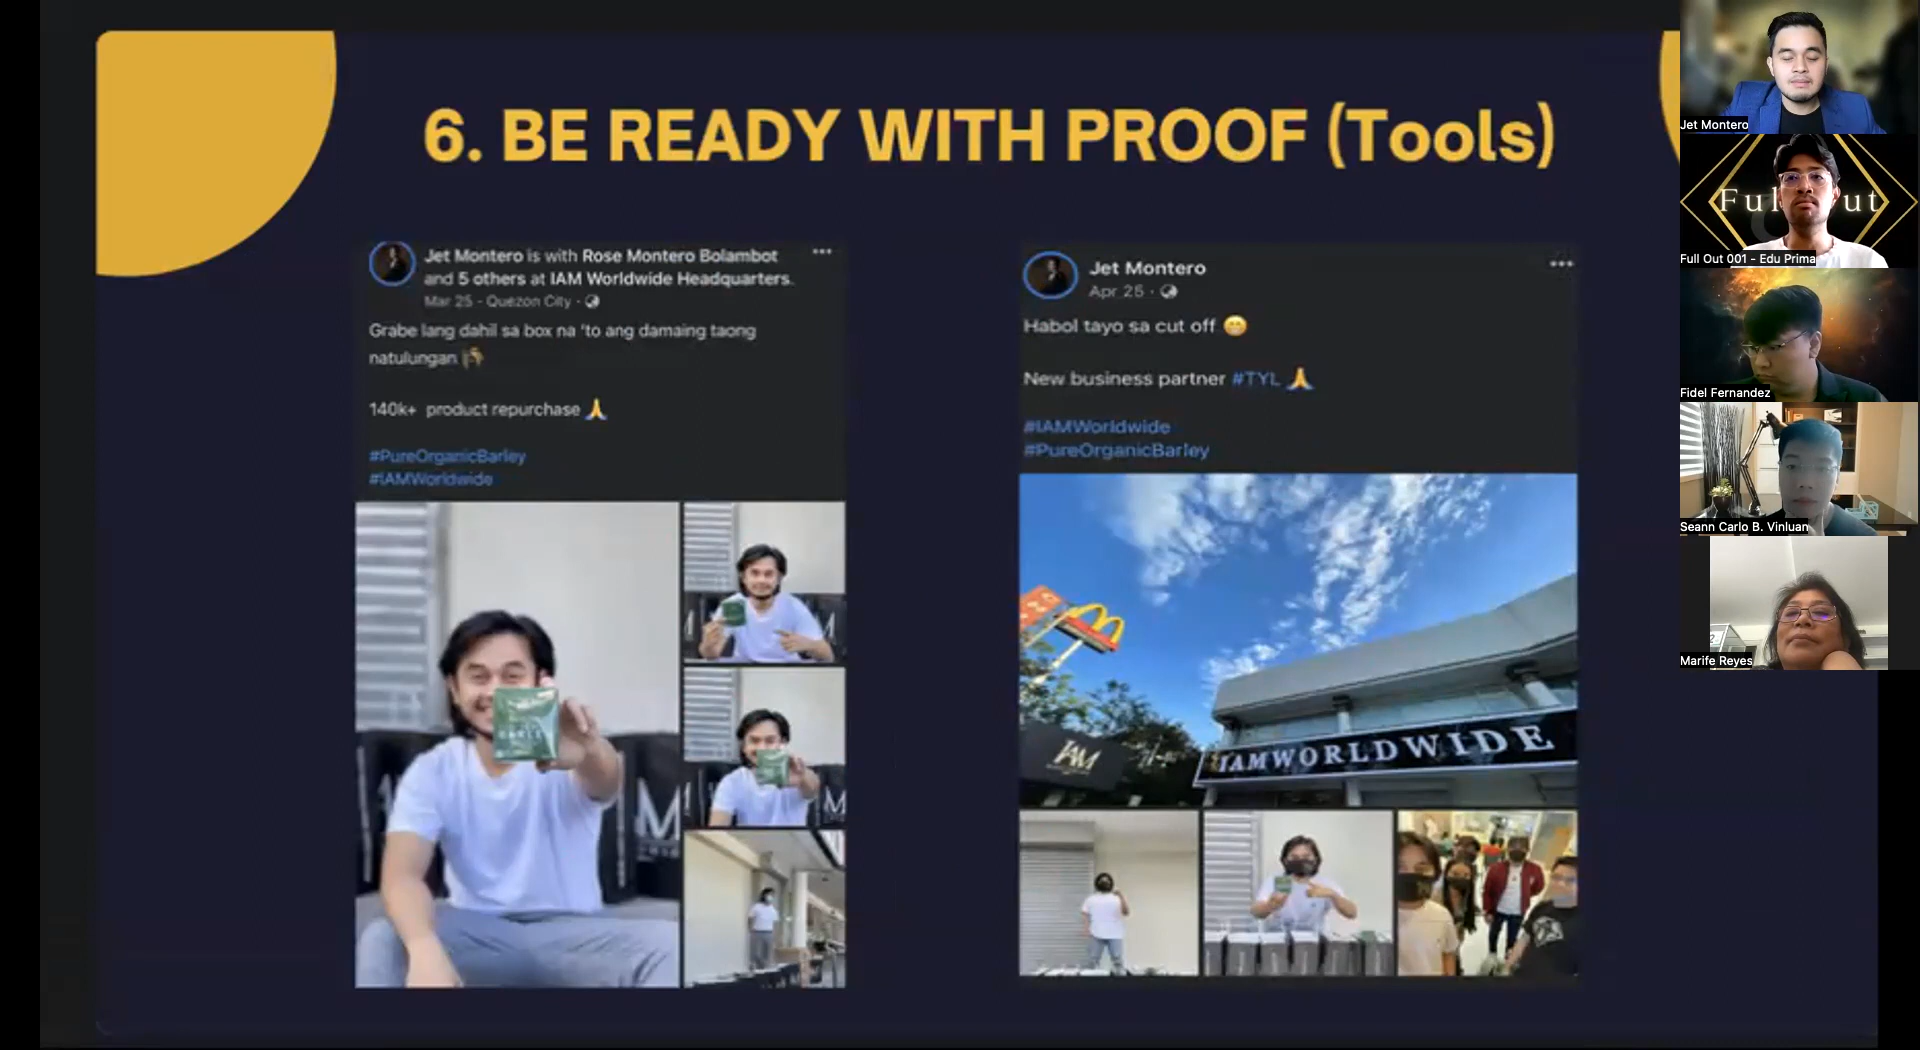 6. BE READY WITH PROOF (Tools)
Jet Montero is with Rose Montero Bolambot
and 5 others at IAM Worldwide Headquarters.
Mar 25 - Quezon City ·
Grabe lang dahil sa box na 'to ang damaing taong
natulungan
140k+ product repurchase 🙏
#PureOrganicBarley
#IAMWorldwide
BARLEY
Jet Montero
Apr 25 ·
Habol tayo sa cut off 😁
New business partner #TYL 🙏
#IAMWorldwide
#PureOrganicBarley
IAM
IAMWORLDWIDE
Jet Montero
Full Out 001 - Edu Prima
Fidel Fernandez
Seann Carlo B. Vinluan
Marife Reyes